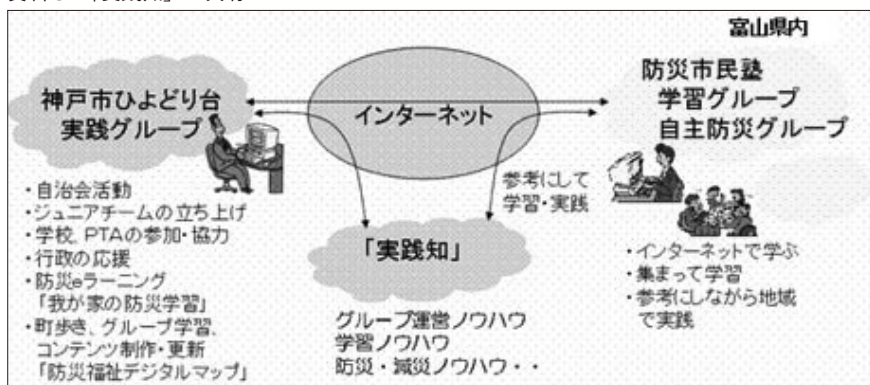 富山県内
神戸市ひよどり台
実践グループ
・自治会活動
・ジュニアチームの立ち上げ
・学校、PTAの参加・協力
・行政の応援
・防災eラーニング
「我が家の防災学習」
・町歩き、グループ学習、
コンテンツ制作・更新
「防災福祉デジタルマップ」
インターネット
「実践知」
グループ運営ノウハウ
学習ノウハウ
防災・減災ノウハウ・・
参考にして
学習・実践
防災市民塾
学習グループ
自主防災グループ
・インターネットで学ぶ
・集まって学習
・参考にしながら地域
で実践